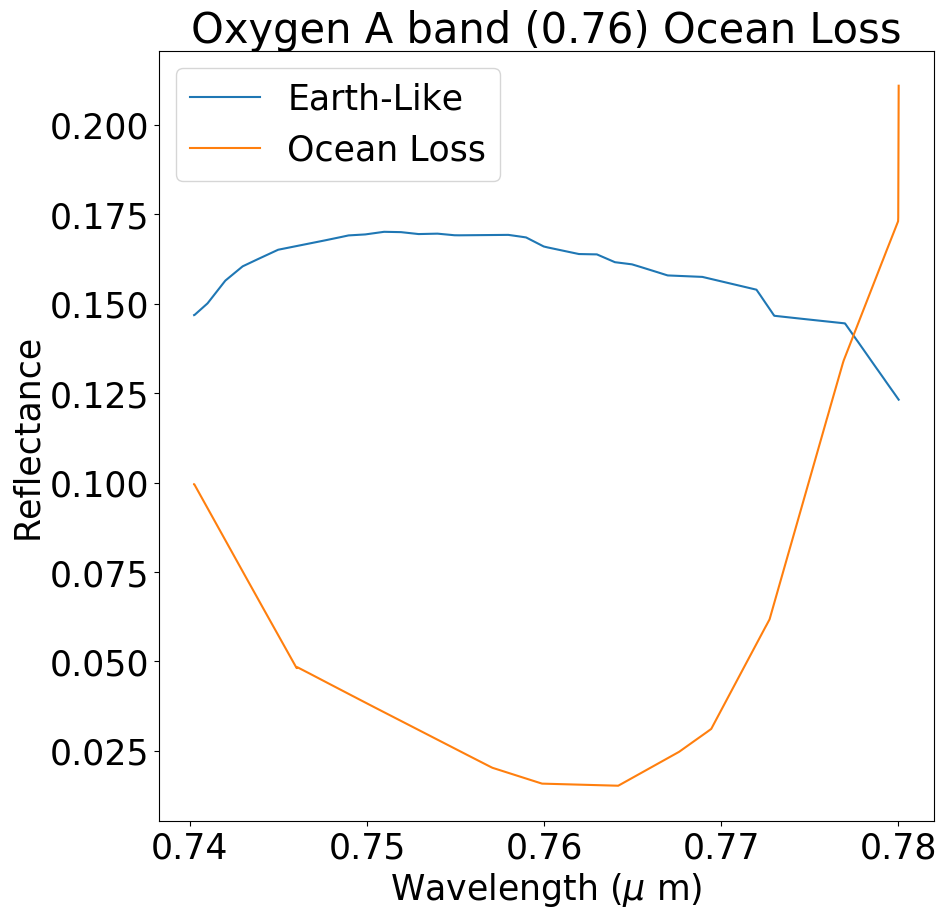 Oxygen A band (0.76) Ocean Loss
Earth-Like
Ocean Loss
0.200
0.175
0.150
0.125
0.100
0.075
0.050
0.025
Reflectance
0.74 0.75 0.76 0.77 0.78
Wavelength (μ m)